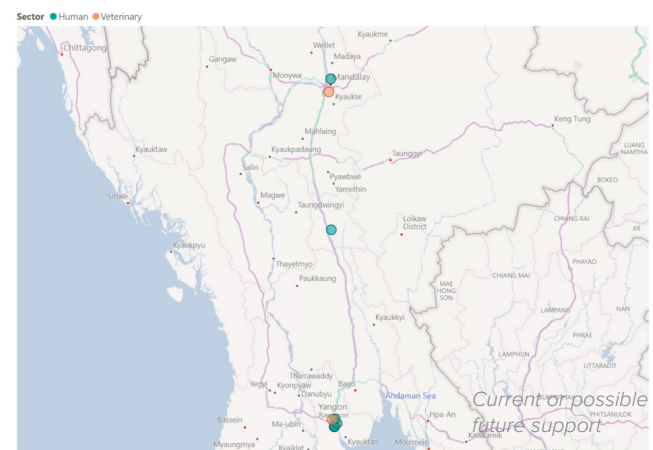 Sector Human Veterinary
Kyaukme
Wetlet
Chittagong
Madaya
Gangaw
Monywa
Mandalay
Kyaukse
Keng Tung
Mahlaing
Kyauktaw
Kyaukpadaung
Taunggyi
LUANG
NAMTHA
Salin
Pyawbwe
BOKEO
Yamethin
Sittwe
Magwe
Taungdwingyi
Loikaw
District
CHIANG RAI
XR.
Kyaukpyu
Thayetmyo
PHAYAO
Paukkaung
CHIANG MAI
MAE
HONG
SON
LAMPANG
NAN
Kyaukkyi
PHRAE
LAMPHUN
UTTARADIT
Tharrawaddy
Yegyi
Kyonpyaw
Bago
Danubyu
Andaman Sea
Current or possible
future support
Yangon
PHITSANULOK
Bassein
Ma-ubin
Hpa-An
Kawkareik
Myaungmya
Kyauktan
Moulmein
Kyaiklat